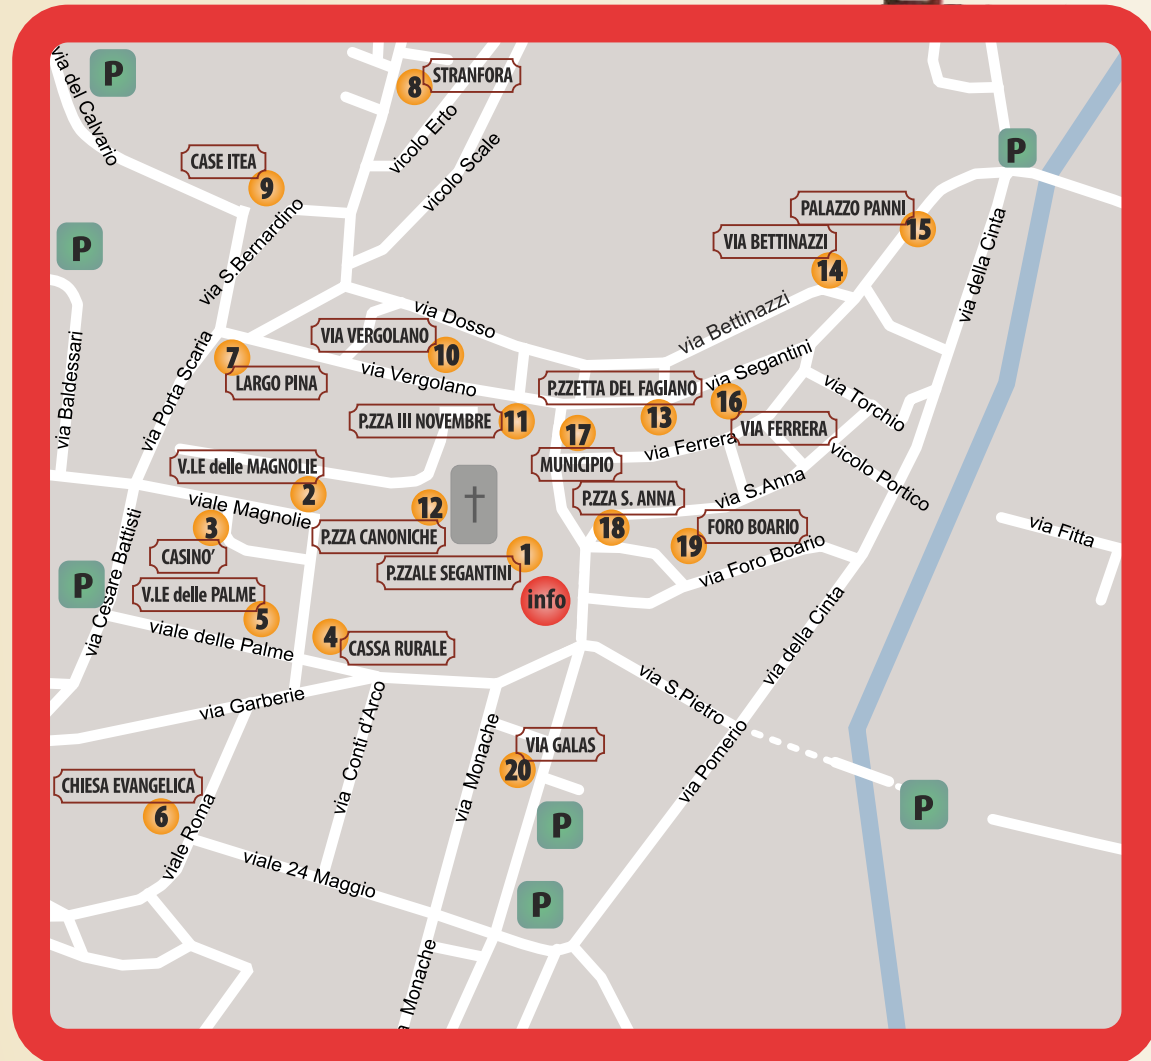 P
8
STRANFORA
via del Calvario
vicolo Erto
vicolo Scale
P
CASE ITEA
9
PALAZZO PANNI
15
via S.Bernardino
P
VIA BETTINAZZI
14
via della Cinta
via Dosso
via Bettinazzi
VIA VERGOLANO
10
7
LARGO PINA
via Baldessari
via Porta Scaria
via Vergolano
via Segantini
P.ZZETTA DEL FAGIANO
13
16
via Torchio
P.ZZA III NOVEMBRE
11
17
VIA FERRERA
via Ferrera
MUNICIPIO
V.LE delle MAGNOLIE
2
vicolo Portico
via S.Anna
P.ZZA S. ANNA
18
viale Magnolie
12
P.ZZA CANONICHE
3
CASINO’
FORO BOARIO
19
via Foro Boario
via Fitta
1
P.ZZALE SEGANTINI
info
via Cesare Battisti
P
V.LE delle PALME
5
viale delle Palme
4
CASSA RURALE
via della Cinta
via S.Pietro
via Garberie
via Conti d’Arco
via Monache
VIA GALAS
20
via Pomerio
CHIESA EVANGELICA
6
viale Roma
P
P
viale 24 Maggio
P
Monache